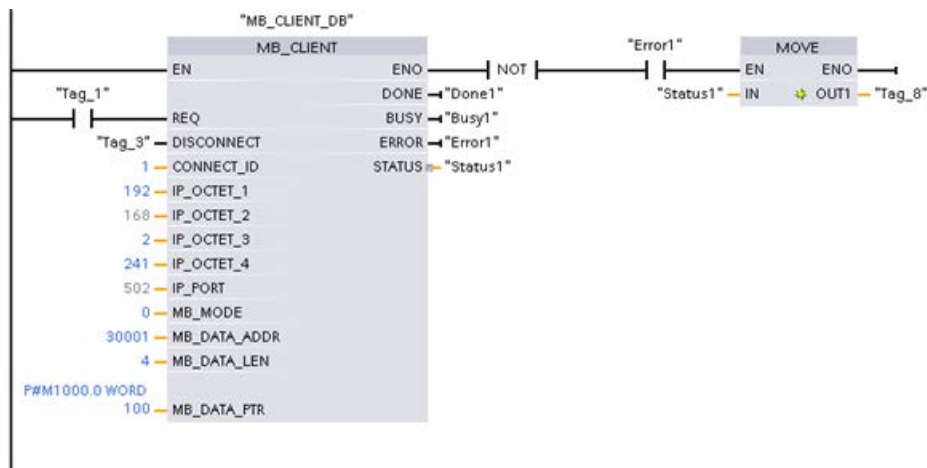 "MB_CLIENT_DB"
MB_CLIENT
EN
ENO
NOT
"Error1"
MOVE
EN
ENO
"Status1"
IN
OUT1
"Tag_8"
"Tag_1"
REQ
DONE
"Done1"
BUSY
"Busy1"
"Tag_3"
DISCONNECT
ERROR
"Error1"
1
CONNECT_ID
STATUS
"Status1"
192
IP_OCTET_1
168
IP_OCTET_2
2
IP_OCTET_3
241
IP_OCTET_4
502
IP_PORT
0
MB_MODE
30001
MB_DATA_ADDR
4
MB_DATA_LEN
P#M1000.0 WORD
100
MB_DATA_PTR